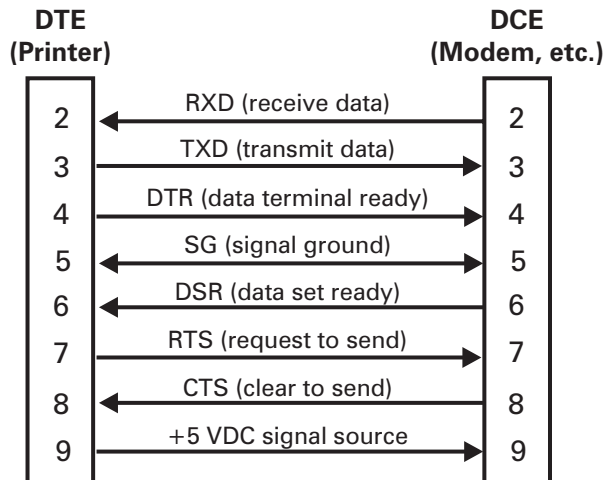 DTE DCE
(Printer) (Modem, etc.)
2 RXD (receive data) 2
3 TXD (transmit data) 3
4 DTR (data terminal ready) 4
5 SG (signal ground) 5
6 DSR (data set ready) 6
7 RTS (request to send) 7
8 CTS (clear to send) 8
9 +5 VDC signal source 9